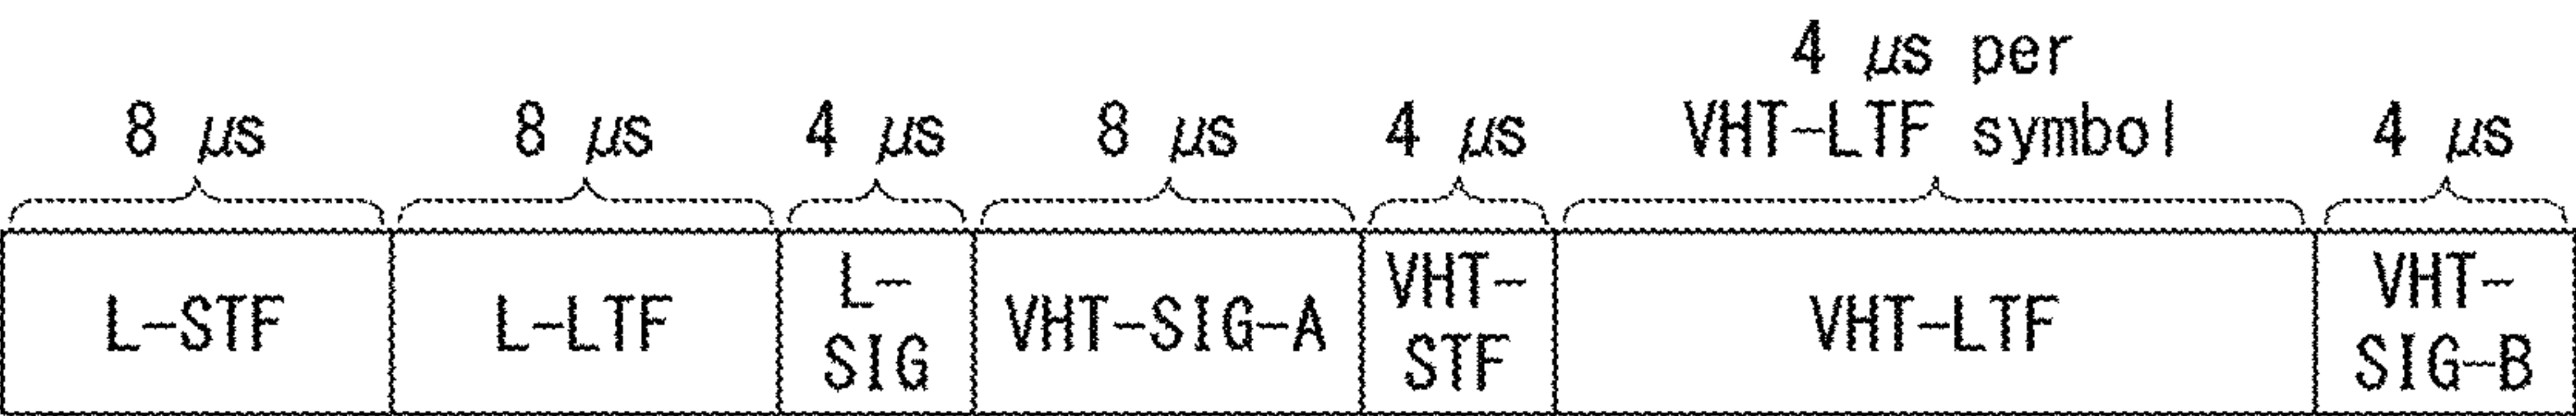 4 μs per
8 μs 8 μs 4 μs 8 μs 4 μs VHT-LTF symbol 4 μs
L-STF L-LTF L-
SIG VHT-SIG-A VHT-
STF VHT-LTF VHT-
SIG-B